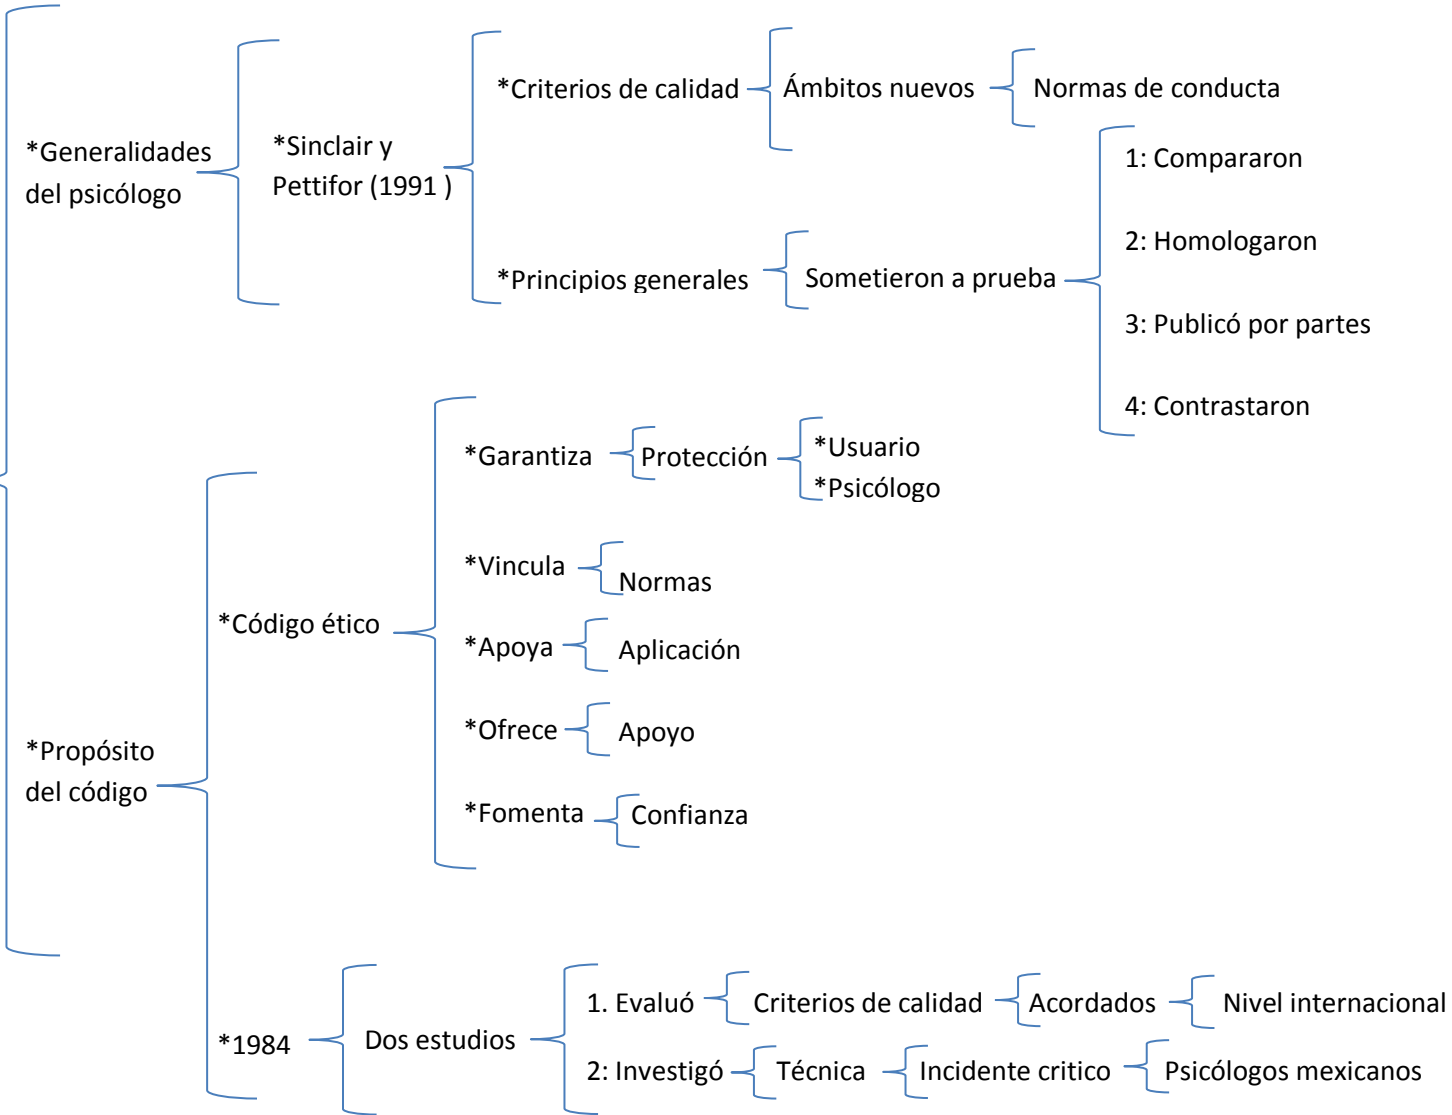 *Generalidades
del psicólogo
*Sinclair y
Pettifor (1991 )
*Criterios de calidad
Ámbitos nuevos
Normas de conducta
*Principios generales
Sometieron a prueba
1: Compararon
2: Homologaron
3: Publicó por partes
4: Contrastaron
*Propósito
del código
*Código ético
*Garantiza
Protección
*Usuario
*Psicólogo
*Vincula
Normas
*Apoya
Aplicación
*Ofrece
Apoyo
*Fomenta
Confianza
*1984
Dos estudios
1. Evaluó
Criterios de calidad
Acordados
Nivel internacional
2: Investigó
Técnica
Incidente critico
Psicólogos mexicanos